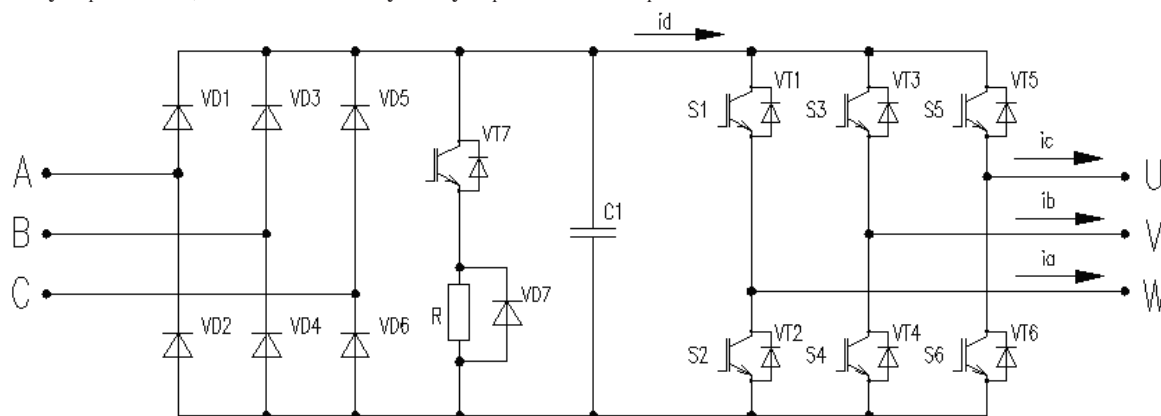 id
VD1 VD3 VD5 VT1 VT3 VT5
S1 S3 S5
VT7
ic
A U
C1
ib
B V
ia
C W
VD7
R
VD2 VD4 VD6 VT2 VT4 VT6
S2 S4 S6